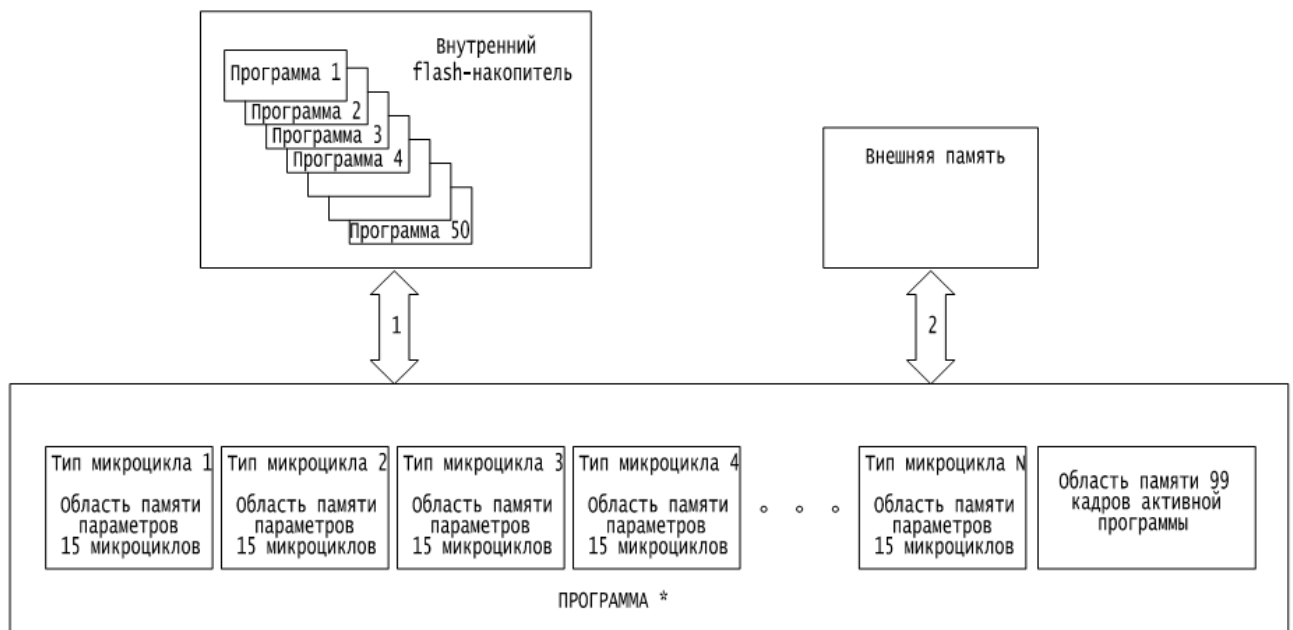 Внутренний
flash-накопитель
Программа 1
Программа 2
Программа 3
Программа 4
Программа 50
Внешняя память
1
2
Тип микроцикла 1
Область памяти
параметров
15 микроциклов
Тип микроцикла 2
Область памяти
параметров
15 микроциклов
Тип микроцикла 3
Область памяти
параметров
15 микроциклов
Тип микроцикла 4
Область памяти
параметров
15 микроциклов
Тип микроцикла N
Область памяти
параметров
15 микроциклов
Область памяти 99
кадров активной
программы
ПРОГРАММА *